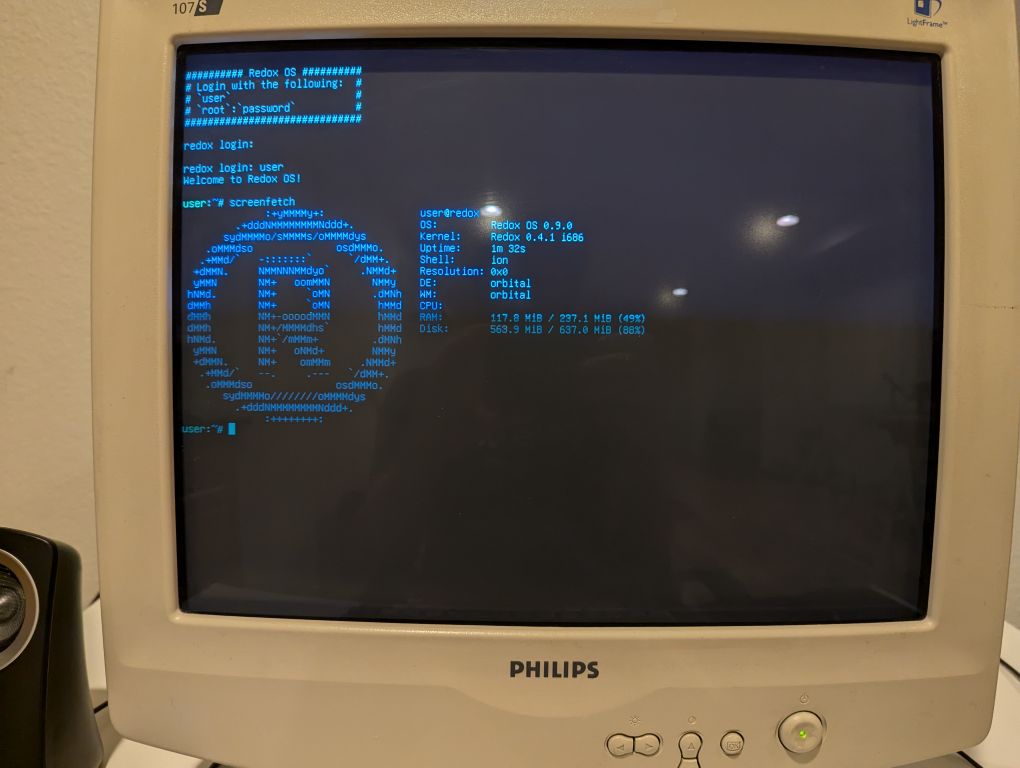 107S
LightFrame™
########## Redox OS ##########
# Login with the following:  #
# `user`                     #
# `root`:`password`          #
##############################
redox login:
redox login: user
Welcome to Redox OS!
user:~# screenfetch
:+yMMMMy+:   user@redox
.+dddNMMMMMMMMNddd+.   OS: Redox OS 0.9.0
sydMMMMo/sMMMMs/oMMMMdys   Kernel: Redox 0.4.1 i686
.oMMMdso   osdMMMo.   Uptime: 1m 32s
.+MMd/`   -:::::::`   `/dMM+.   Shell: ion
+dMMN.   NMMNNNMMdyo`   .NMMd+   Resolution: 0x0
yMMN   NM+   oomMMN   NMMy   DE: orbital
hNMd.   NM+   `oMN   .dMNh   WM: orbital
dMMh   NM+   `oMN   hMMd   CPU:
dMMh   NM+-oooodMMN   hMMd   RAM: 117.8 MiB / 237.1 MiB (49%)
dMMh   NM+/MMMMdhs`   hMMd   Disk: 563.9 MiB / 637.0 MiB (88%)
hNMd.   NM+`/mMMm+   .dMNh
yMMN   NM+   oNMd+   NMMy
+dMMN.   NM+   omMMm   .NMMd+
.+MMd/`   --.   .---   `/dMM+.
.oMMMdso   osdMMMo.
sydMMMMo////////oMMMMdys
.+dddNMMMMMMMMNddd+.
:++++++++:
user:~#
PHILIPS
OK